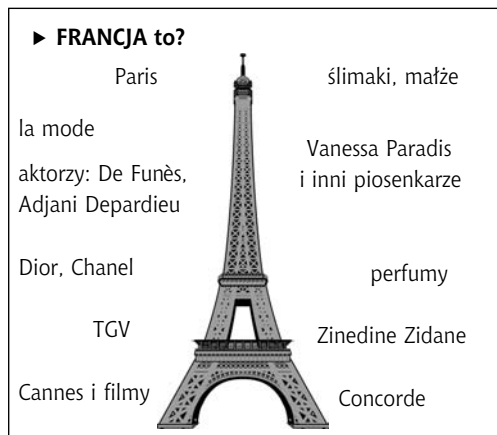 ► FRANCJA to?
Paris
ślimaki, małże
la mode
Vanessa Paradis
i inni piosenkarze
aktorzy: De Funès,
Adjani Depardieu
Dior, Chanel
perfumy
TGV
Zinedine Zidane
Cannes i filmy
Concorde